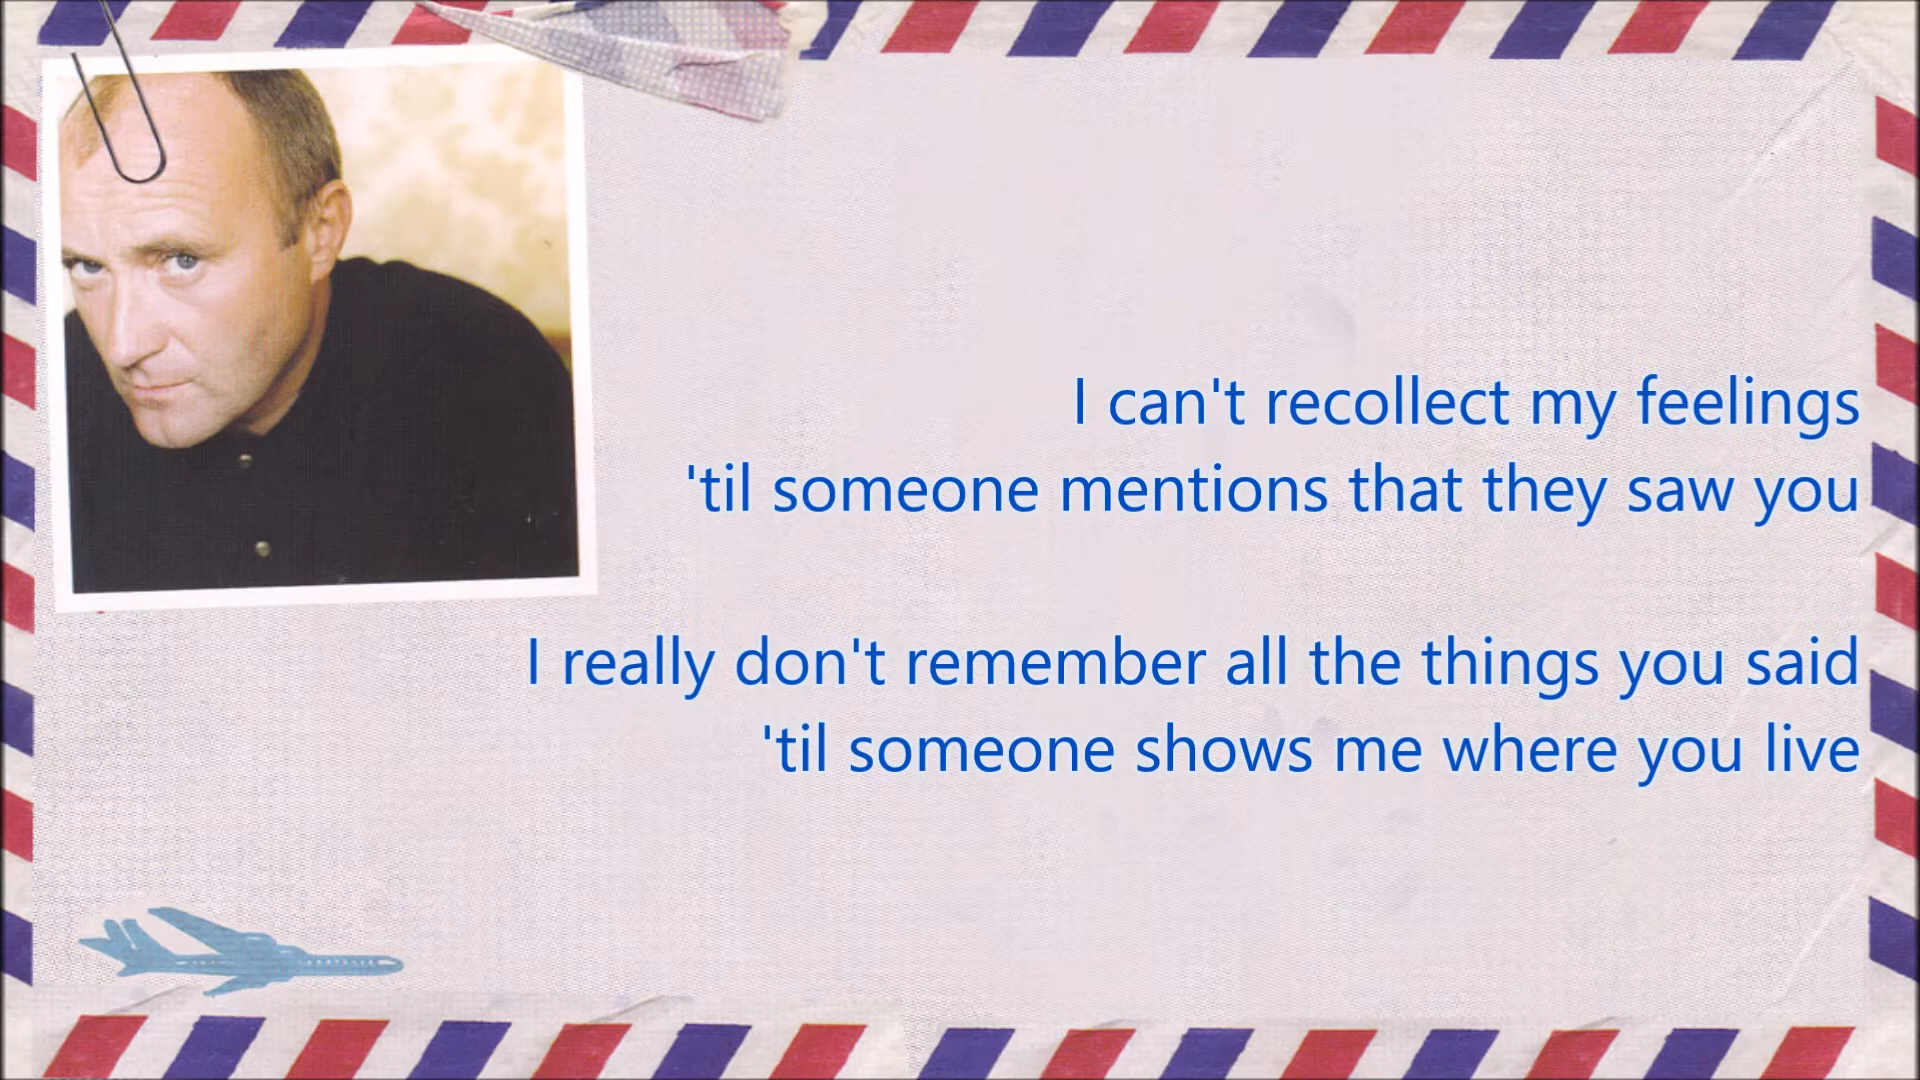 I can't recollect my feelings
'til someone mentions that they saw you
I really don't remember all the things you said
'til someone shows me where you live